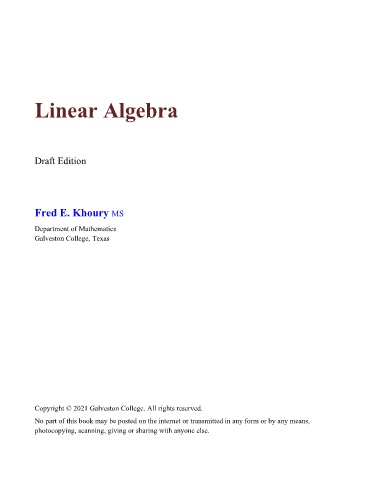 Linear Algebra
Draft Edition
Fred E. Khoury MS
Department of Mathematics
Galveston College, Texas
Copyright © 2021 Galveston College. All rights reserved.
No part of this book may be posted on the internet or transmitted in any form or by any means,
photocopying, scanning, giving or sharing with anyone else.